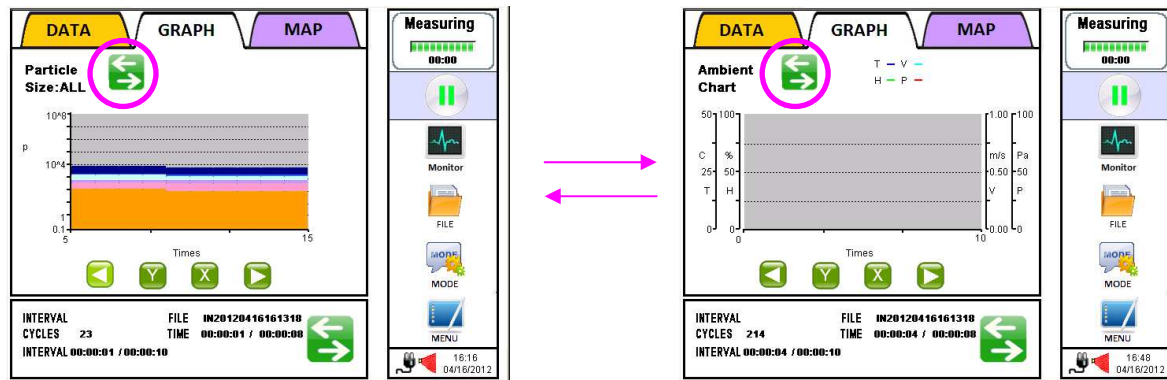 DATA GRAPH MAP
Particle
Size:ALL
10^8
p
10^4
1
0.1
5 15
Times
Y X
INTERVAL FILE IN20120416161318
CYCLES 23 TIME 00:00:01 / 00:00:08
INTERVAL 00:00:01 / 00:00:10
Measuring
00:00
Monitor
FILE
MODE
MODE
MENU
16:16
04/16/2012
DATA GRAPH MAP
Ambient
Chart
T V
H P
50 100 1.00 100
C % m/s Pa
25 50 0.50 50
T H V P
0 0 0.00 0
0 10
Times
Y X
INTERVAL FILE IN20120416161318
CYCLES 214 TIME 00:00:04 / 00:00:08
INTERVAL 00:00:04 / 00:00:10
Measuring
00:00
Monitor
FILE
MODE
MODE
MENU
16:48
04/16/2012